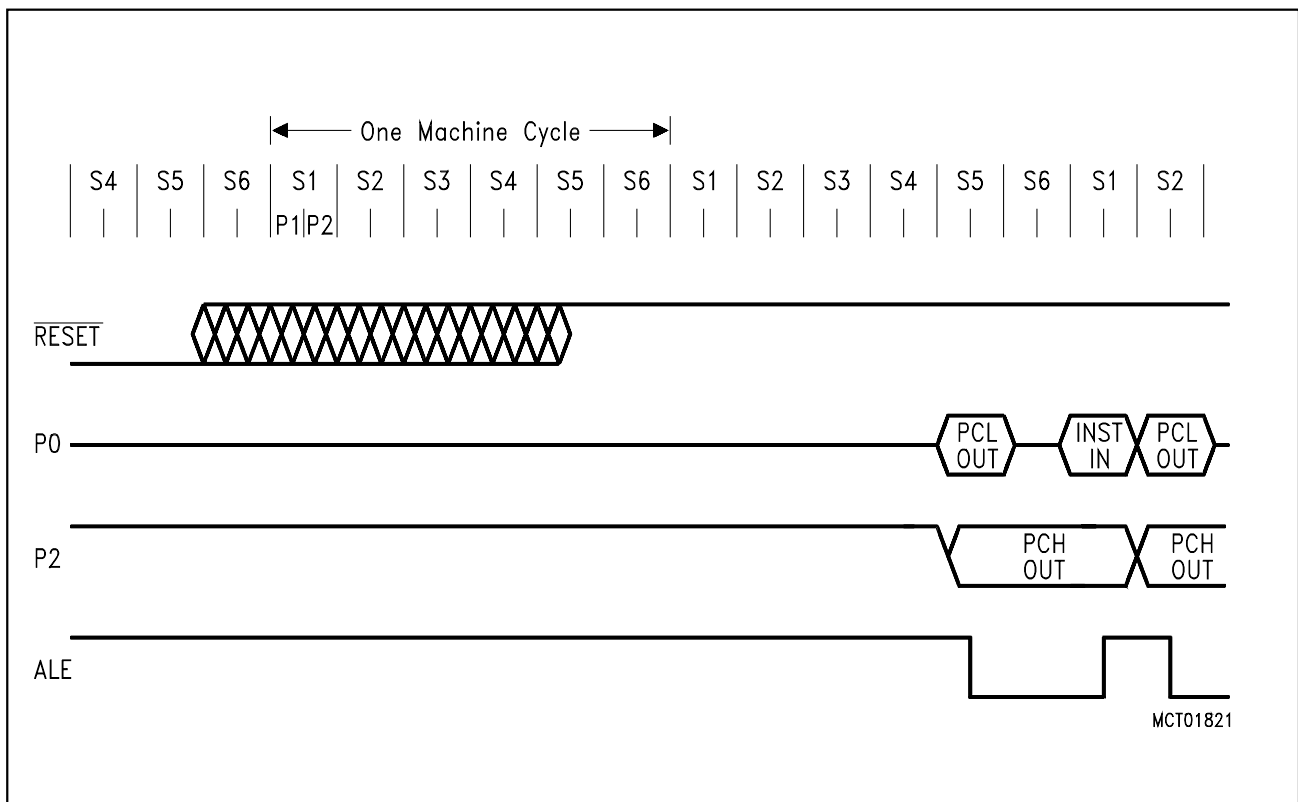 One Machine Cycle
S4 S5 S6 S1 S2 S3 S4 S5 S6 S1 S2 S3 S4 S5 S6 S1 S2
P1 P2
RESET
P0
PCL OUT
INST IN
PCL OUT
P2
PCH OUT
PCH OUT
ALE
MCT01821